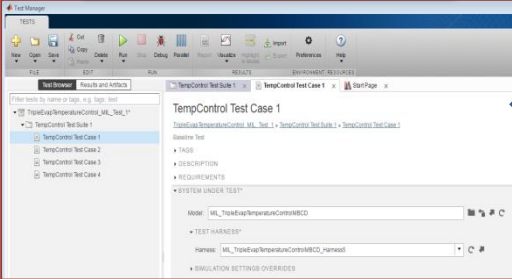 Test Manager
TESTS
New Open Save Cut Copy Paste Delete Run Stop Debug Parallel Report Visualize Highlight in Model Import Export Preferences Help
FILE EDIT RUN RESULTS ENVIRONMENT RESOURCES
Test Browser Results and Artifacts
TempControl Test Suite 1 x TempControl Test Case 1 x Start Page x
Filter tests by name or tags, e.g. tags: test
TripleEvapTemperatureControl_MIL_Test_1*
TempControl Test Suite 1
TempControl Test Case 1
TempControl Test Case 2
TempControl Test Case 3
TempControl Test Case 4
TempControl Test Case 1
TripleEvapTemperatureControl_MIL_Test_1 » TempControl Test Suite 1 » TempControl Test Case 1
Baseline Test
TAGS
DESCRIPTION
REQUIREMENTS
SYSTEM UNDER TEST*
Model: MIL_TripleEvapTemperatureControlMBCD
TEST HARNESS*
Harness: MIL_TripleEvapTemperatureControlMBCD_Harness5
SIMULATION SETTINGS OVERRIDES